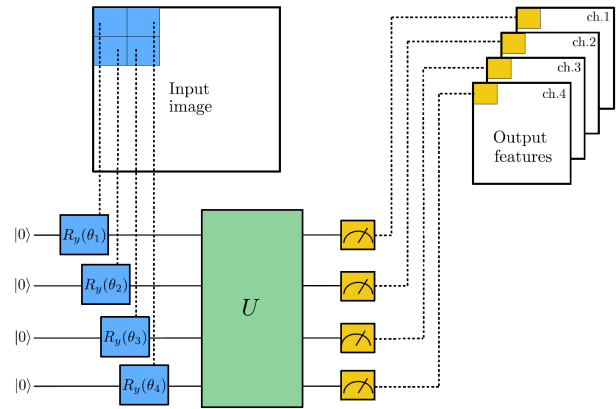 ch.1
ch.2
ch.3
ch.4
Input
image
Output
features
|0⟩
R_y(θ_1)
|0⟩
R_y(θ_2)
U
|0⟩
R_y(θ_3)
|0⟩
R_y(θ_4)